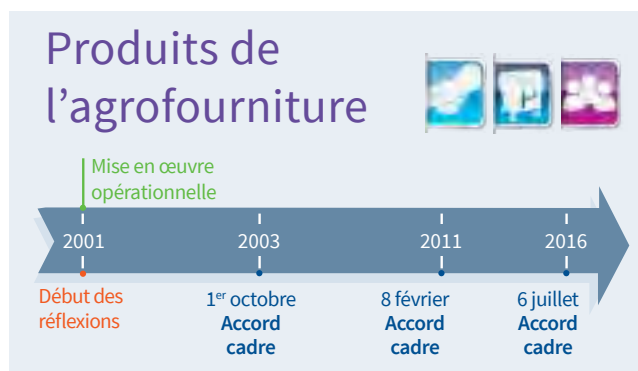 Produits de
l’agrofourniture
Mise en œuvre
opérationnelle
2001
2003
2011
2016
Début des
réflexions
1er octobre
Accord
cadre
8 février
Accord
cadre
6 juillet
Accord
cadre